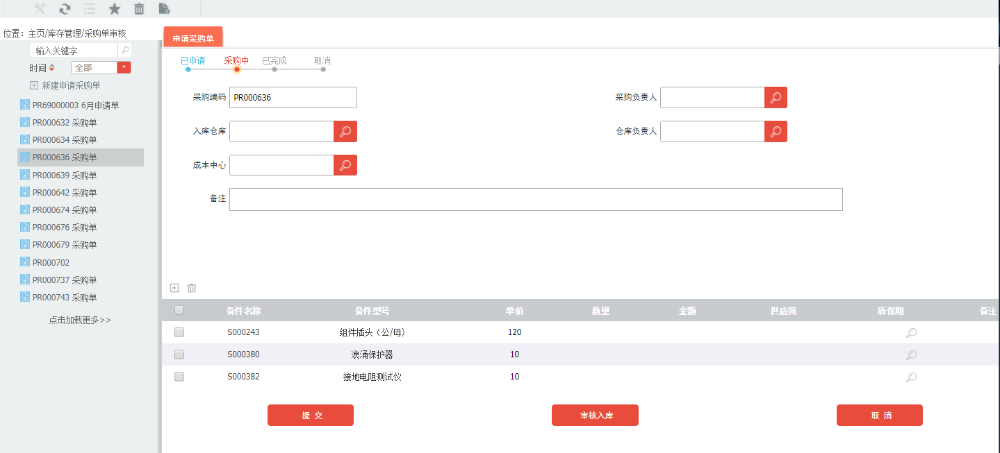 位置：主页/库存管理/采购单审核
输入关键字
时间 全部
新建申请采购单
PR69000003 6月申请单
PR000632 采购单
PR000634 采购单
PR000636 采购单
PR000639 采购单
PR000642 采购单
PR000674 采购单
PR000676 采购单
PR000679 采购单
PR000702
PR000737 采购单
PR000743 采购单
点击加载更多>>
申请采购单
已申请 采购中 已完成 取消
采购编码 PR000636 采购负责人
入库仓库 仓库负责人
成本中心
备注
备件名称 备件型号 单价 数量 金额 供应商 质保期 备注
S000243 组件插头（公/母） 120
S000380 浪涌保护器 10
S000382 接地电阻测试仪 10
提 交 审核入库 取 消